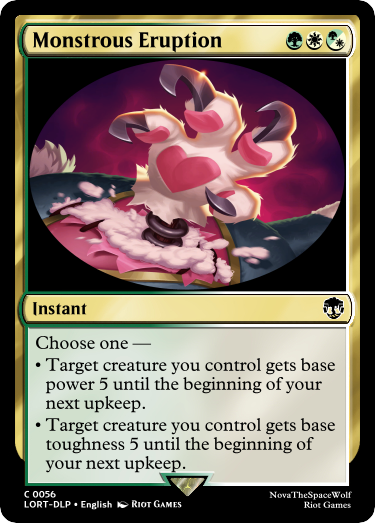 Monstrous Eruption
Instant
Choose one —
• Target creature you control gets base
power 5 until the beginning of your
next upkeep.
• Target creature you control gets base
toughness 5 until the beginning of
your next upkeep.
C 0056
LORT-DLP • English RIOT GAMES
NovaTheSpaceWolf
Riot Games